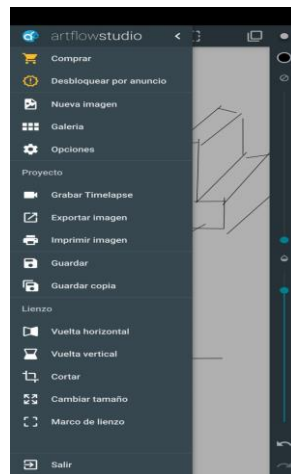 artflowstudio
Comprar
Desbloquear por anuncio
Nueva imagen
Galeria
Opciones
Proyecto
Grabar Timelapse
Exportar imagen
Imprimir imagen
Guardar
Guardar copia
Lienzo
Vuelta horizontal
Vuelta vertical
Cortar
Cambiar tamaño
Marco de lienzo
Salir